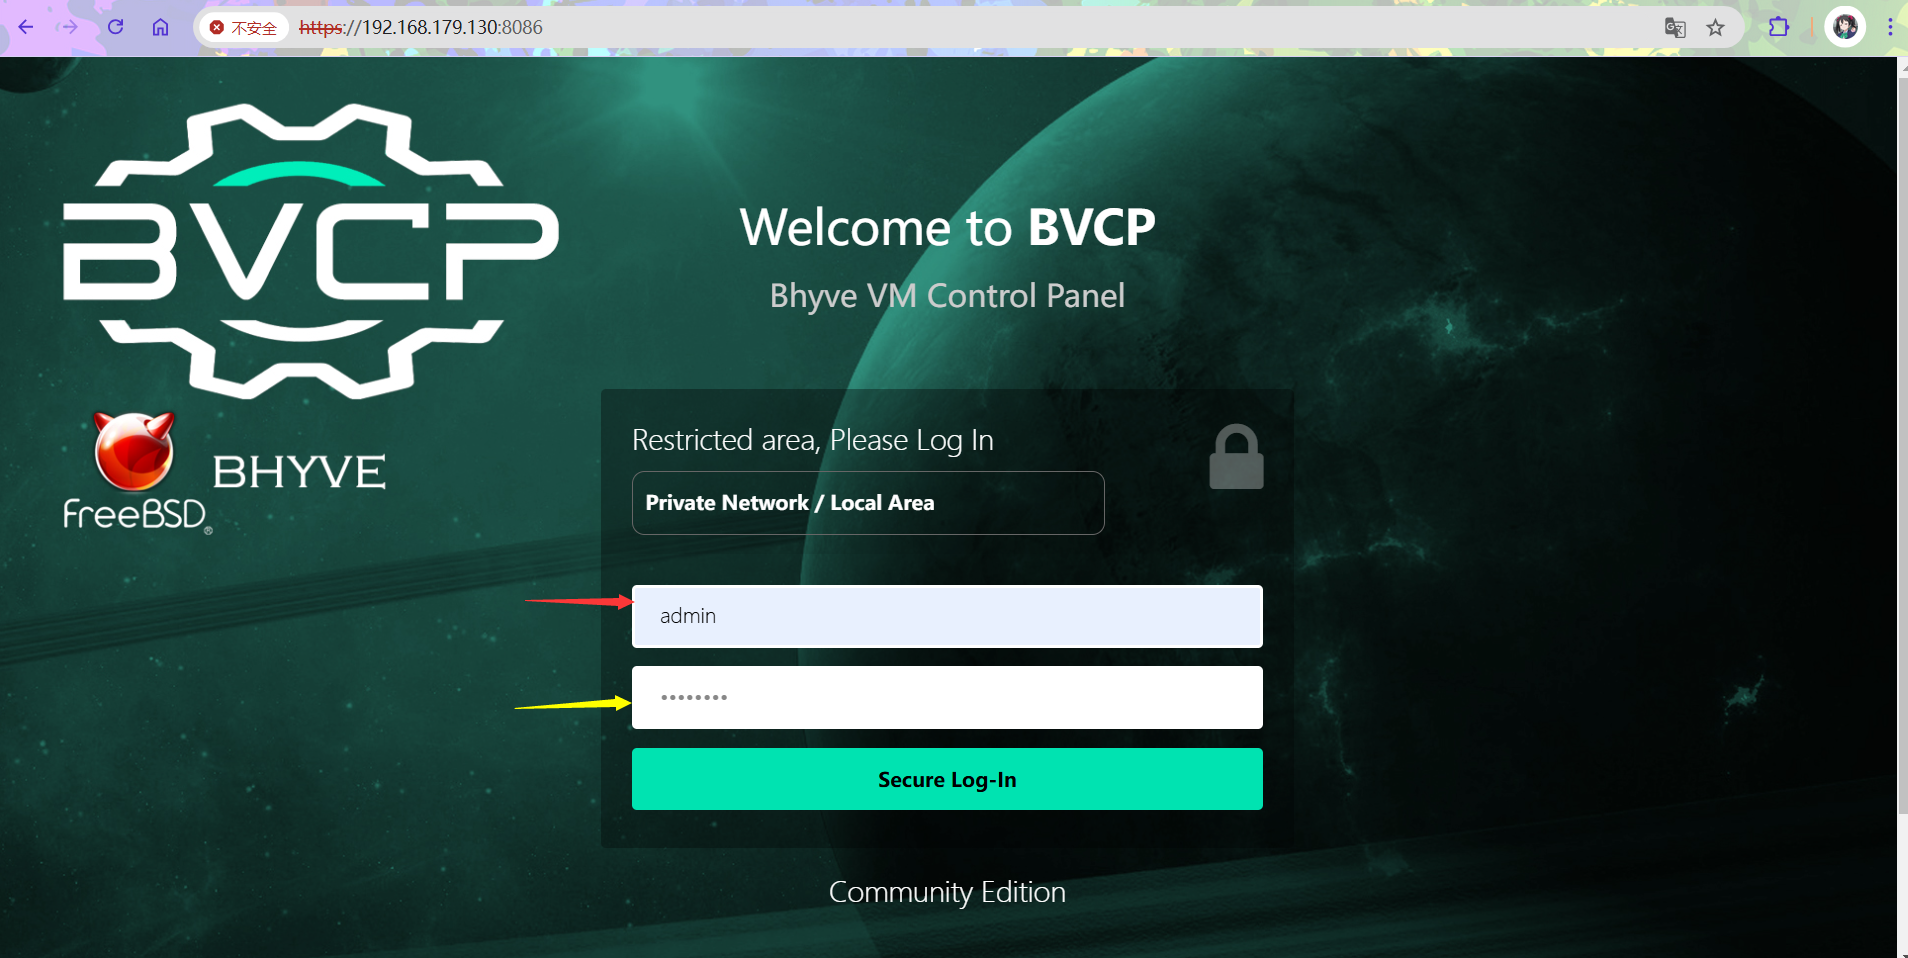 不安全 https://192.168.179.130:8086
BVCP
FreeBSD®
BHYVE
Welcome to BVCP
Bhyve VM Control Panel
Restricted area, Please Log In
Private Network / Local Area
admin
••••••••
Secure Log-In
Community Edition